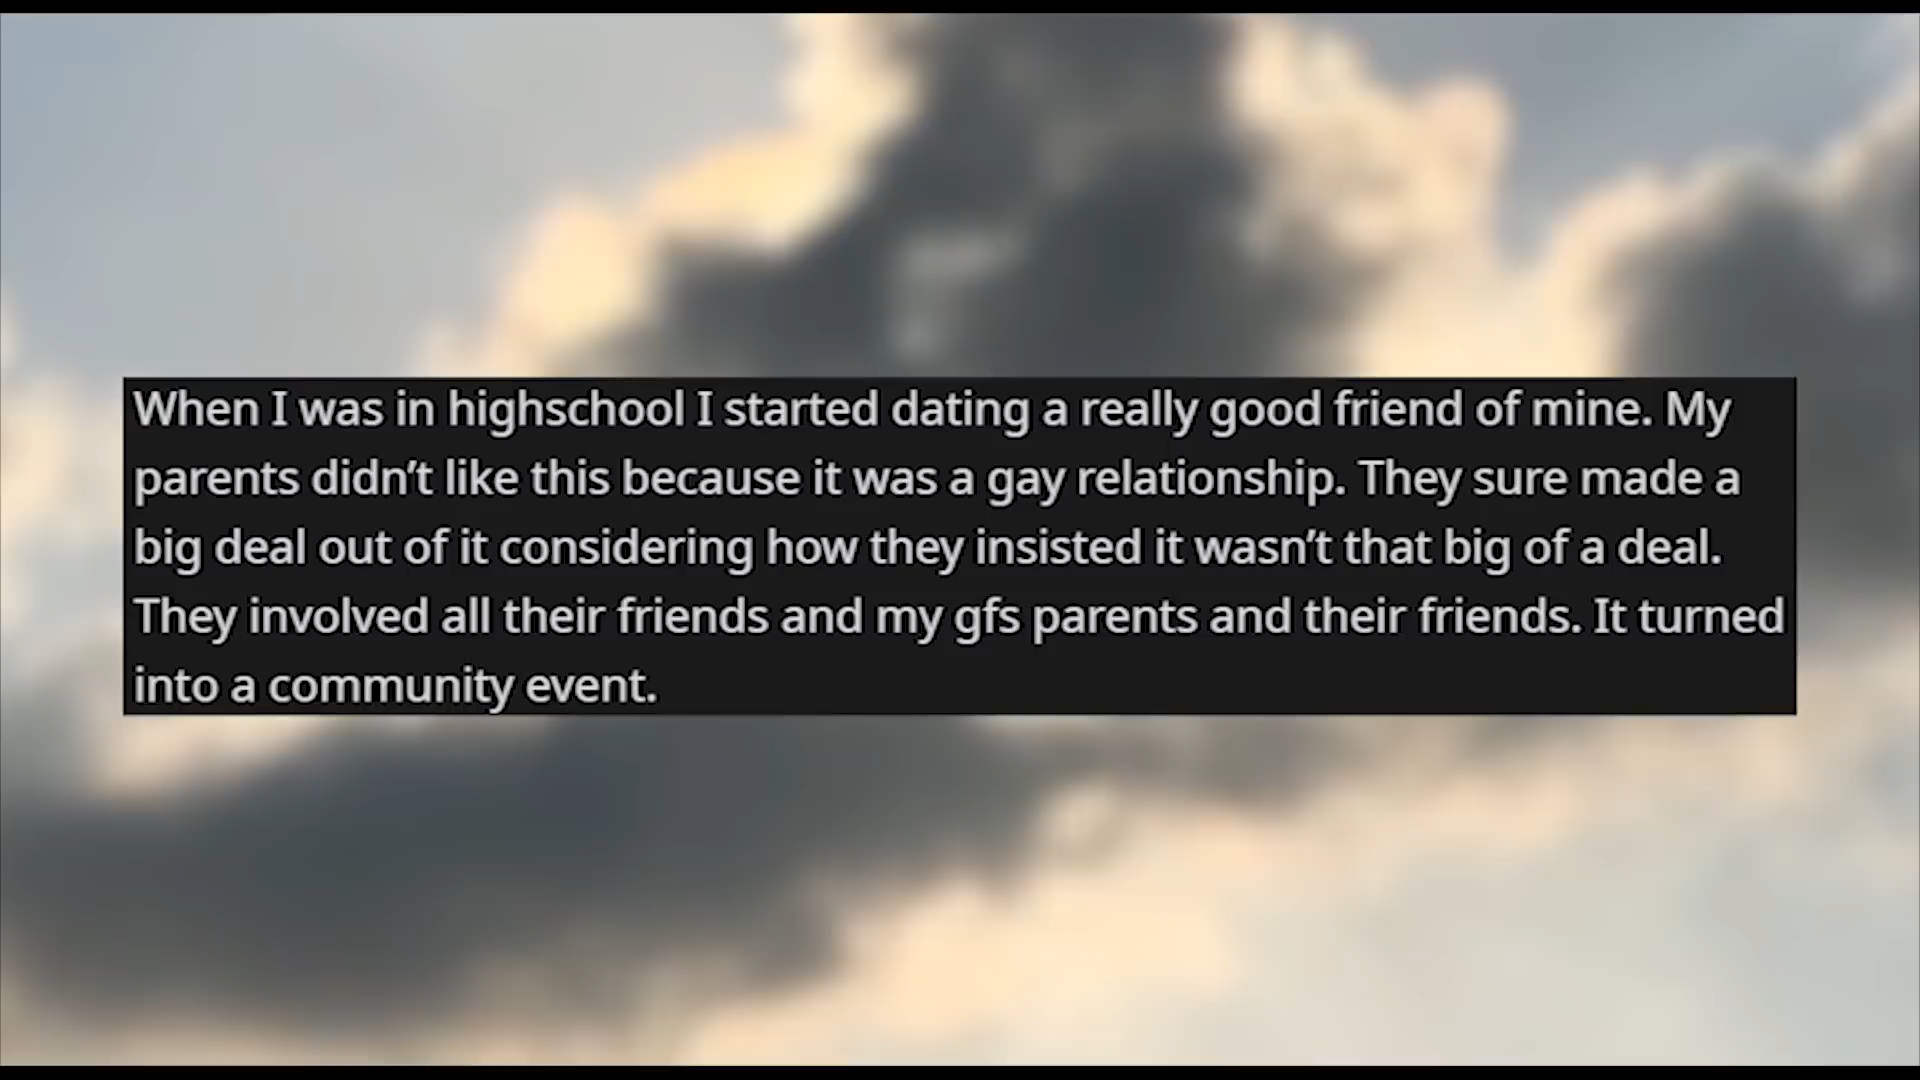 When I was in highschool I started dating a really good friend of mine. My
parents didn’t like this because it was a gay relationship. They sure made a
big deal out of it considering how they insisted it wasn’t that big of a deal.
They involved all their friends and my gfs parents and their friends. It turned
into a community event.